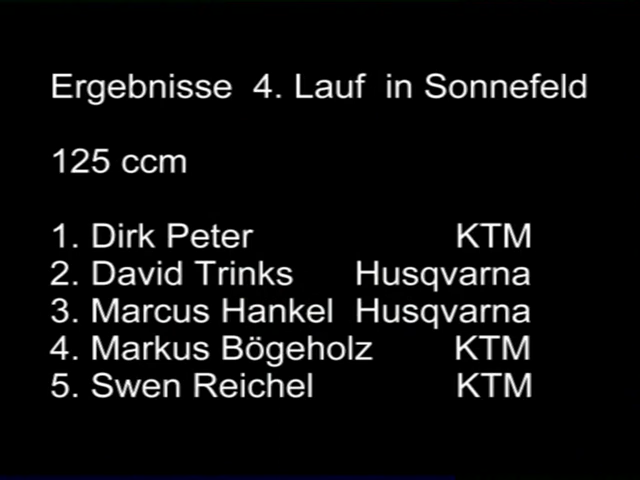 Ergebnisse 4. Lauf in Sonnefeld
125 ccm
1. Dirk Peter KTM
2. David Trinks Husqvarna
3. Marcus Hankel Husqvarna
4. Markus Bögeholz KTM
5. Swen Reichel KTM